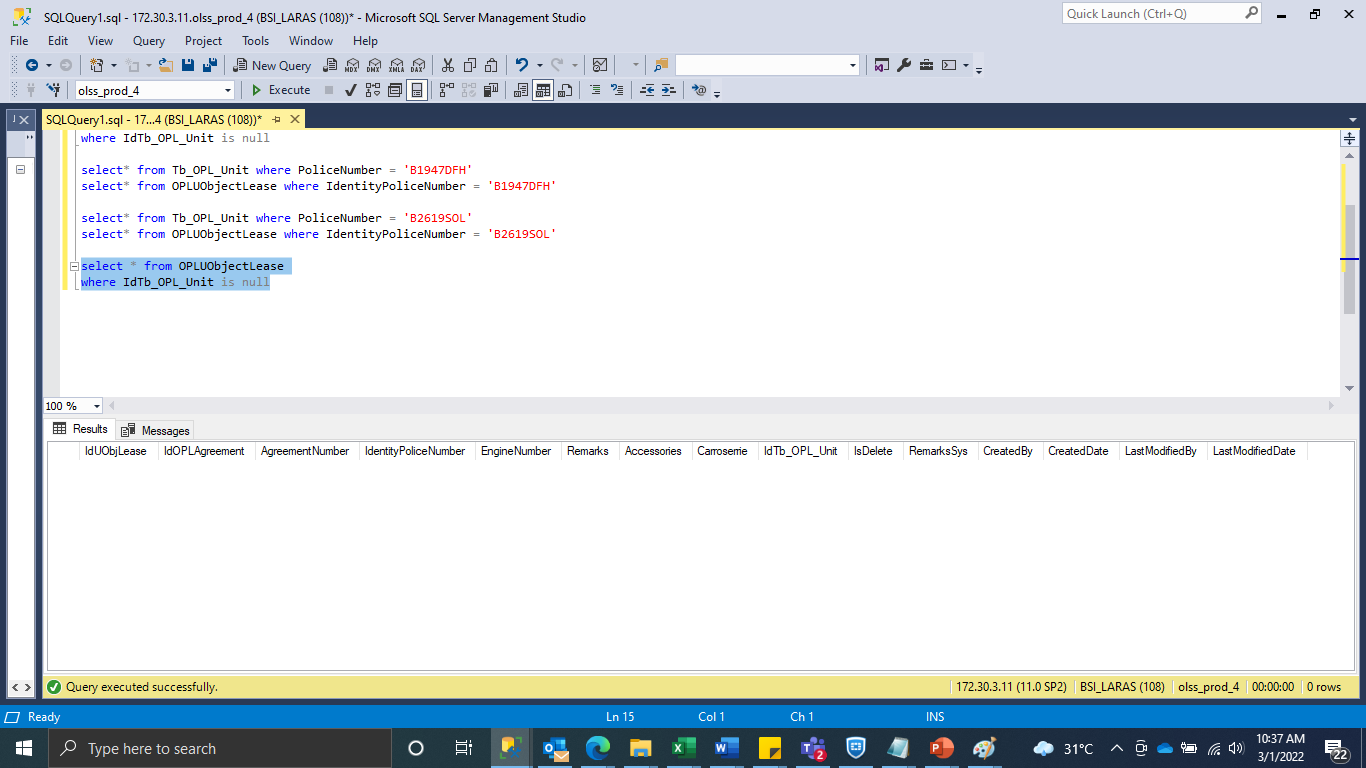 SQLQuery1.sql - 172.30.3.11.olss_prod_4 (BSI_LARAS (108))* - Microsoft SQL Server Management Studio
Quick Launch (Ctrl+Q)
File Edit View Query Project Tools Window Help
New Query MDX DMX XMLA DAX
olss_prod_4 Execute
SQLQuery1.sql - 17...4 (BSI_LARAS (108))*
where IdTb_OPL_Unit is null
select* from Tb_OPL_Unit where PoliceNumber = 'B1947DFH'
select* from OPLUObjectLease where IdentityPoliceNumber = 'B1947DFH'
select* from Tb_OPL_Unit where PoliceNumber = 'B2619SOL'
select* from OPLUObjectLease where IdentityPoliceNumber = 'B2619SOL'
select * from OPLUObjectLease
where IdTb_OPL_Unit is null
100 %
Results Messages
IdUObjLease IdOPLAgreement AgreementNumber IdentityPoliceNumber EngineNumber Remarks Accessories Carroserrie IdTb_OPL_Unit IsDelete RemarksSys CreatedBy CreatedDate LastModifiedBy LastModifiedDate
Query executed successfully. 172.30.3.11 (11.0 SP2) BSI_LARAS (108) olss_prod_4 00:00:00 0 rows
Ready Ln 15 Col 1 Ch 1 INS
Type here to search 2 31°C 10:37 AM
3/1/2022 22